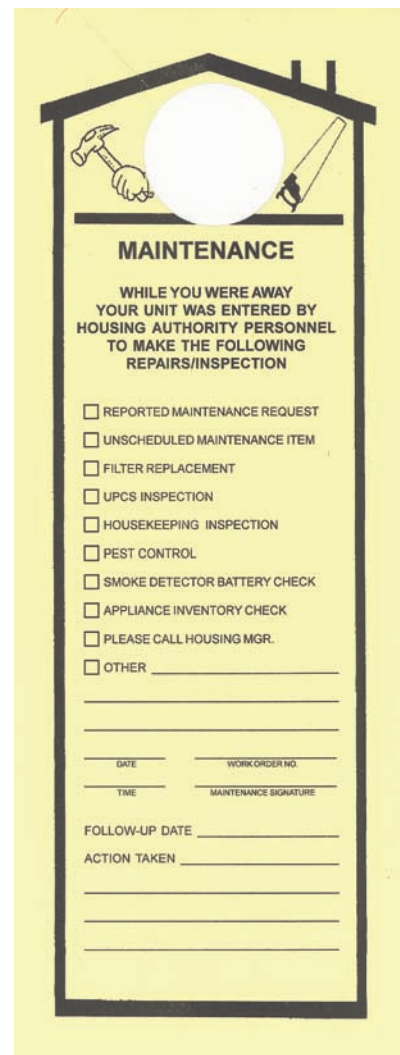 MAINTENANCE
WHILE YOU WERE AWAY
YOUR UNIT WAS ENTERED BY
HOUSING AUTHORITY PERSONNEL
TO MAKE THE FOLLOWING
REPAIRS/INSPECTION
REPORTED MAINTENANCE REQUEST
UNSCHEDULED MAINTENANCE ITEM
FILTER REPLACEMENT
UPCS INSPECTION
HOUSEKEEPING INSPECTION
PEST CONTROL
SMOKE DETECTOR BATTERY CHECK
APPLIANCE INVENTORY CHECK
PLEASE CALL HOUSING MGR.
OTHER
DATE WORK ORDER NO.
TIME MAINTENANCE SIGNATURE
FOLLOW-UP DATE
ACTION TAKEN